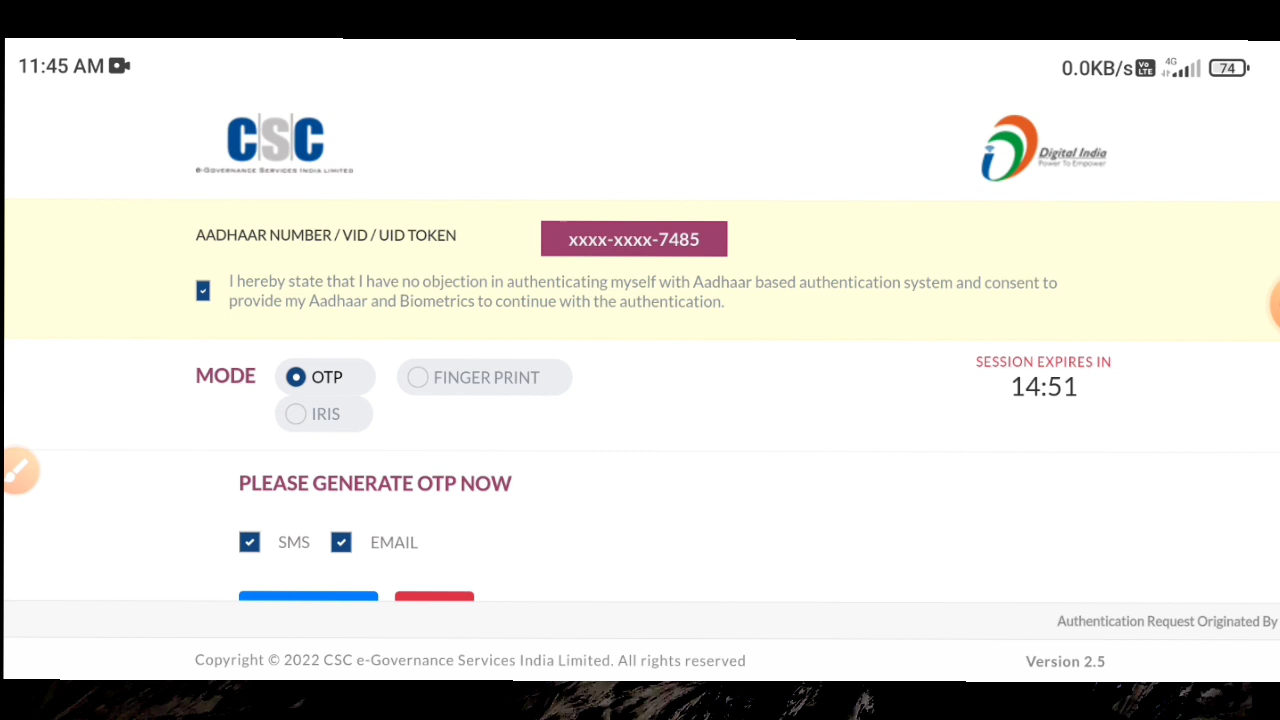 11:45 AM
0.0KB/s Vo LTE 4G 74
CSC
e-GOVERNANCE SERVICES INDIA LIMITED
Digital India
Power To Empower
AADHAAR NUMBER / VID / UID TOKEN
xxxx-xxxx-7485
I hereby state that I have no objection in authenticating myself with Aadhaar based authentication system and consent to
provide my Aadhaar and Biometrics to continue with the authentication.
MODE
OTP
FINGER PRINT
IRIS
SESSION EXPIRES IN
14:51
PLEASE GENERATE OTP NOW
SMS
EMAIL
Authentication Request Originated By
Copyright © 2022 CSC e-Governance Services India Limited. All rights reserved
Version 2.5